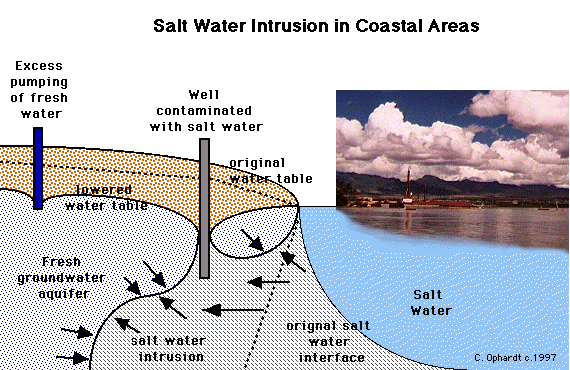 Salt Water Intrusion in Coastal Areas
Excess
pumping
of fresh
water
Well
contaminated
with salt water
original
water table
lowered
water table
Fresh
groundwater
aquifer
salt water
intrusion
orignal salt
water
interface
Salt
Water
C. Ophardt c.1997